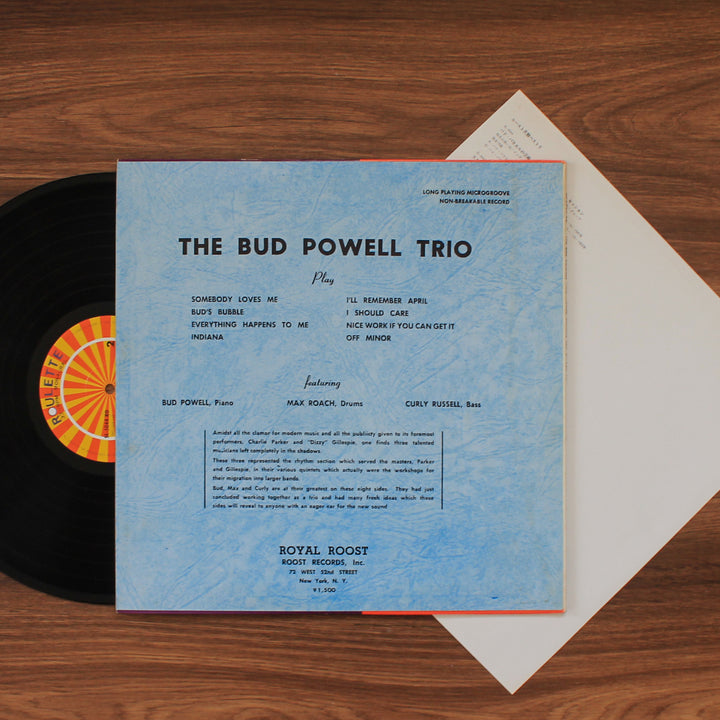 LONG PLAYING MICROGROOVE
NON-BREAKABLE RECORD
THE BUD POWELL TRIO
Play
SOMEBODY LOVES ME
BUD'S BUBBLE
EVERYTHING HAPPENS TO ME
INDIANA
I'LL REMEMBER APRIL
I SHOULD CARE
NICE WORK IF YOU CAN GET IT
OFF MINOR
featuring
BUD POWELL, Piano
MAX ROACH, Drums
CURLY RUSSELL, Bass
Amidst all the clamor for modern music and all the publicity given to its foremost
performers, Charlie Parker and "Dizzy" Gillespie, one finds three talented
musicians left completely in the shadows.
These three represented the rhythm section which served the masters, Parker
and Gillespie, in their various quintets which actually were the workshops for
their migration into larger bands.
Bud, Max and Curly are at their greatest on these eight sides. They had just
concluded working together as a trio and had many fresh ideas which these
sides will reveal to anyone with an eager ear for the new sound
ROYAL ROOST
ROOST RECORDS, Inc.
72 WEST 52nd STREET
New York, N. Y.
¥1,500
ROULETTE
2